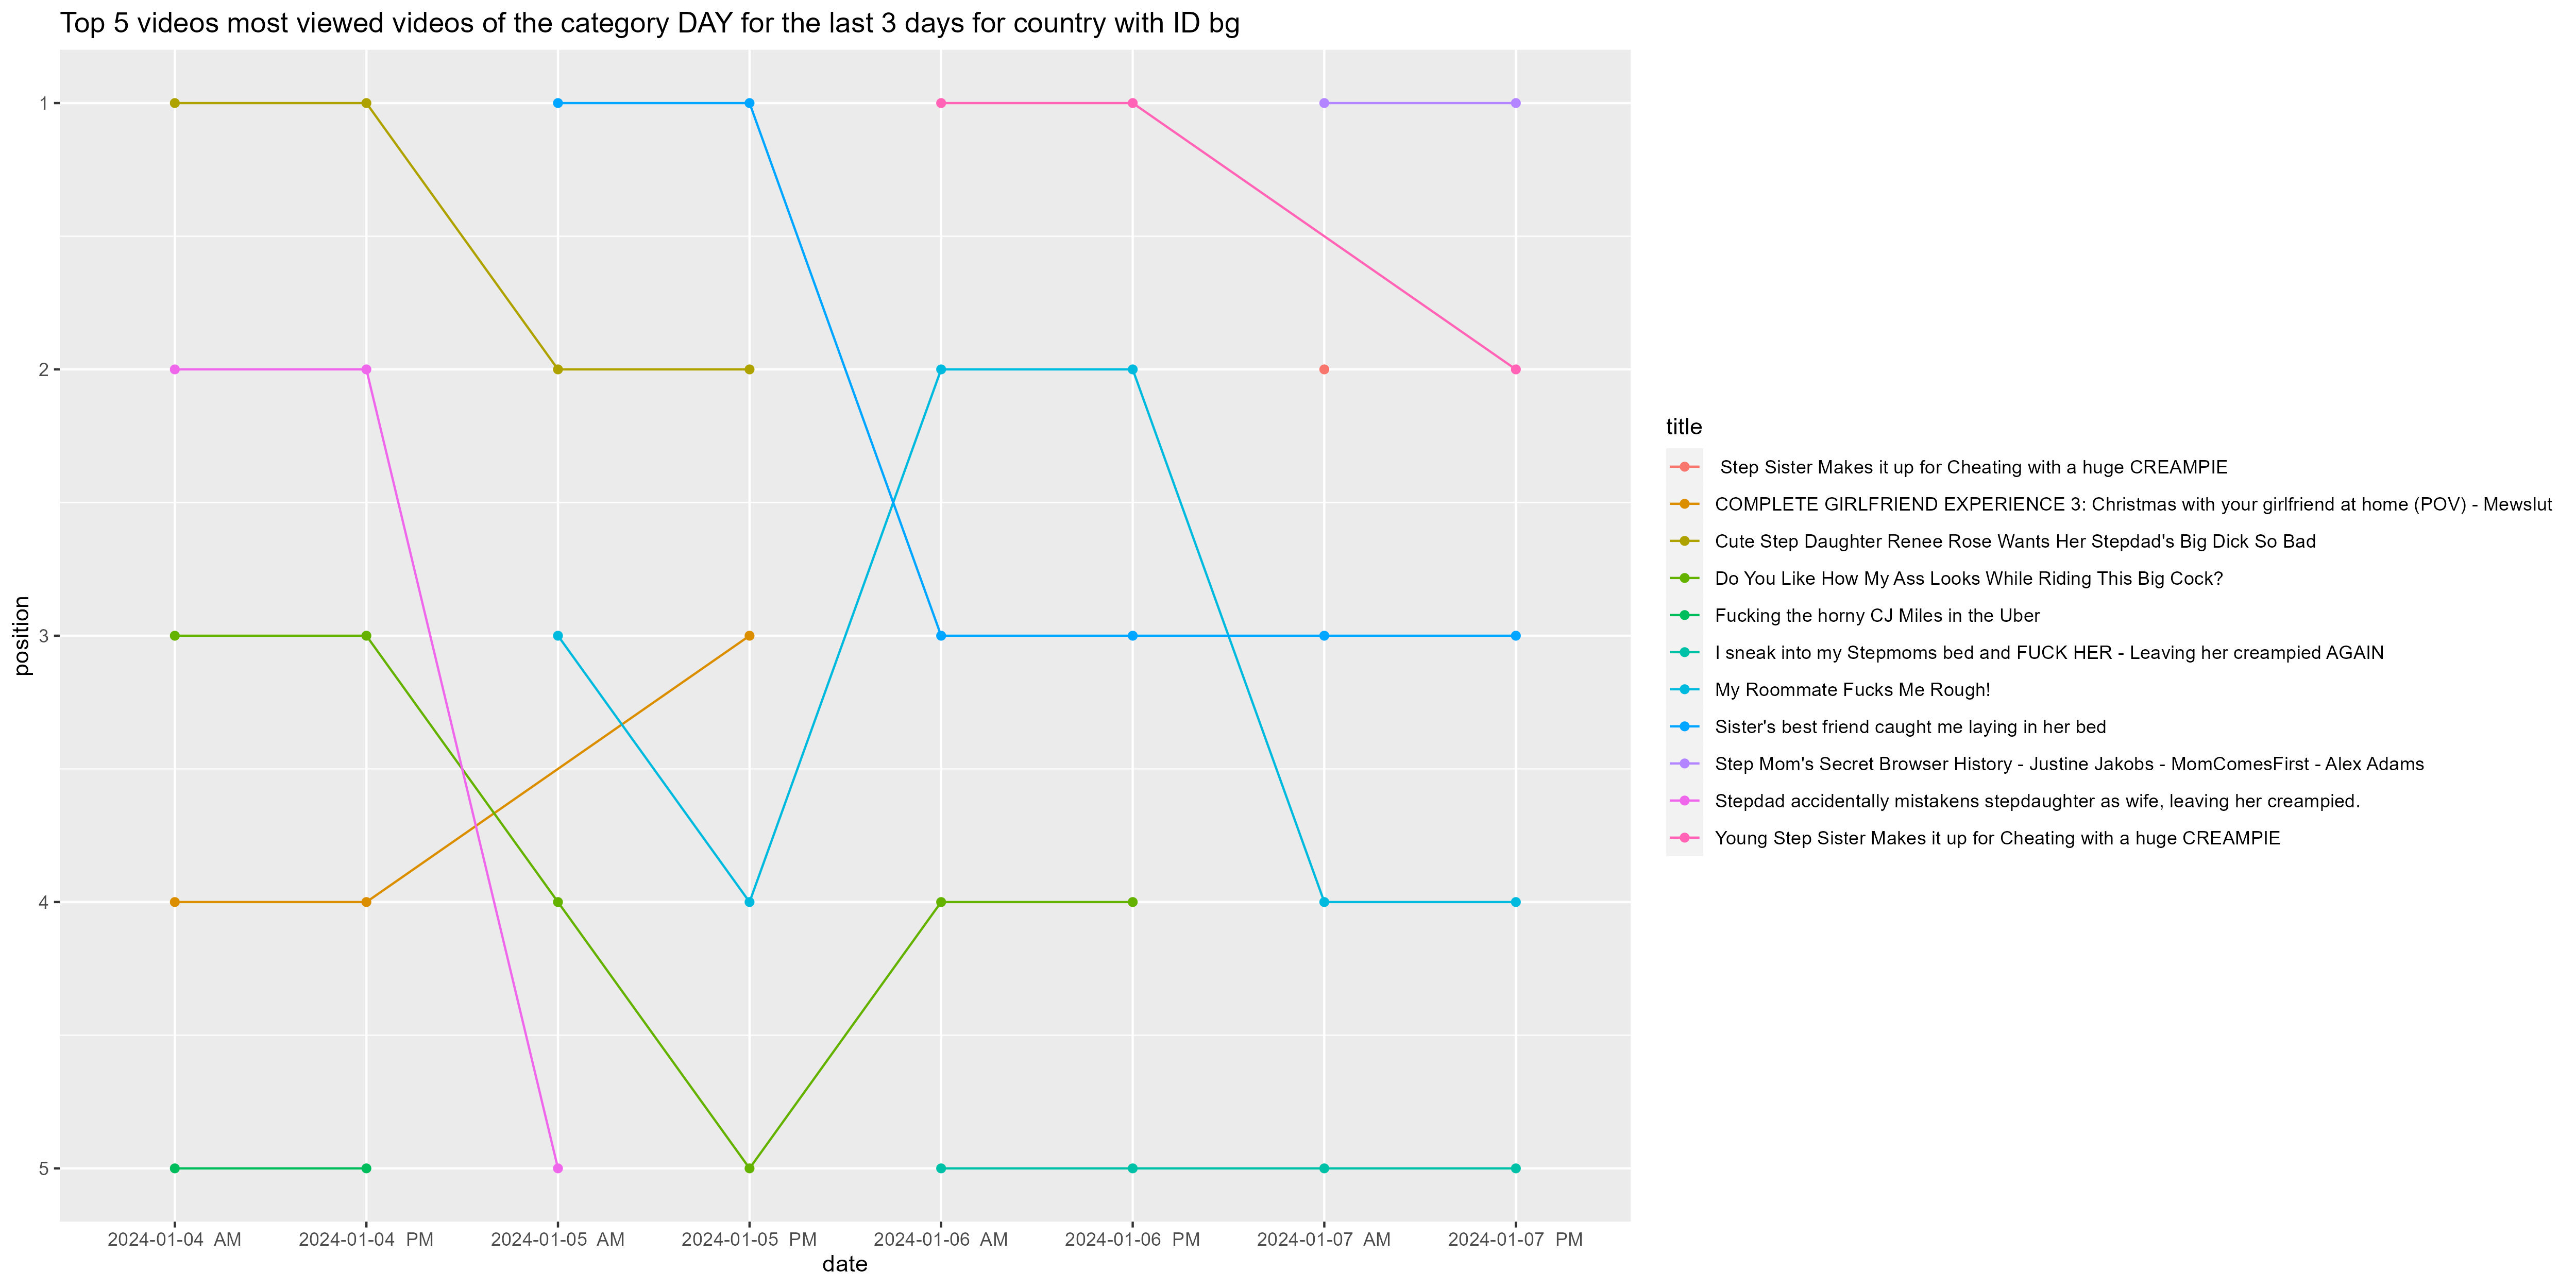 Top 5 videos most viewed videos of the category DAY for the last 3 days for country with ID bg
position
1
2
3
4
5
2024-01-04 AM
2024-01-04 PM
2024-01-05 AM
2024-01-05 PM
2024-01-06 AM
2024-01-06 PM
2024-01-07 AM
2024-01-07 PM
date
title
Step Sister Makes it up for Cheating with a huge CREAMPIE
COMPLETE GIRLFRIEND EXPERIENCE 3: Christmas with your girlfriend at home (POV) - Mewslut
Cute Step Daughter Renee Rose Wants Her Stepdad's Big Dick So Bad
Do You Like How My Ass Looks While Riding This Big Cock?
Fucking the horny CJ Miles in the Uber
I sneak into my Stepmoms bed and FUCK HER - Leaving her creampied AGAIN
My Roommate Fucks Me Rough!
Sister's best friend caught me laying in her bed
Step Mom's Secret Browser History - Justine Jakobs - MomComesFirst - Alex Adams
Stepdad accidentally mistakens stepdaughter as wife, leaving her creampied.
Young Step Sister Makes it up for Cheating with a huge CREAMPIE